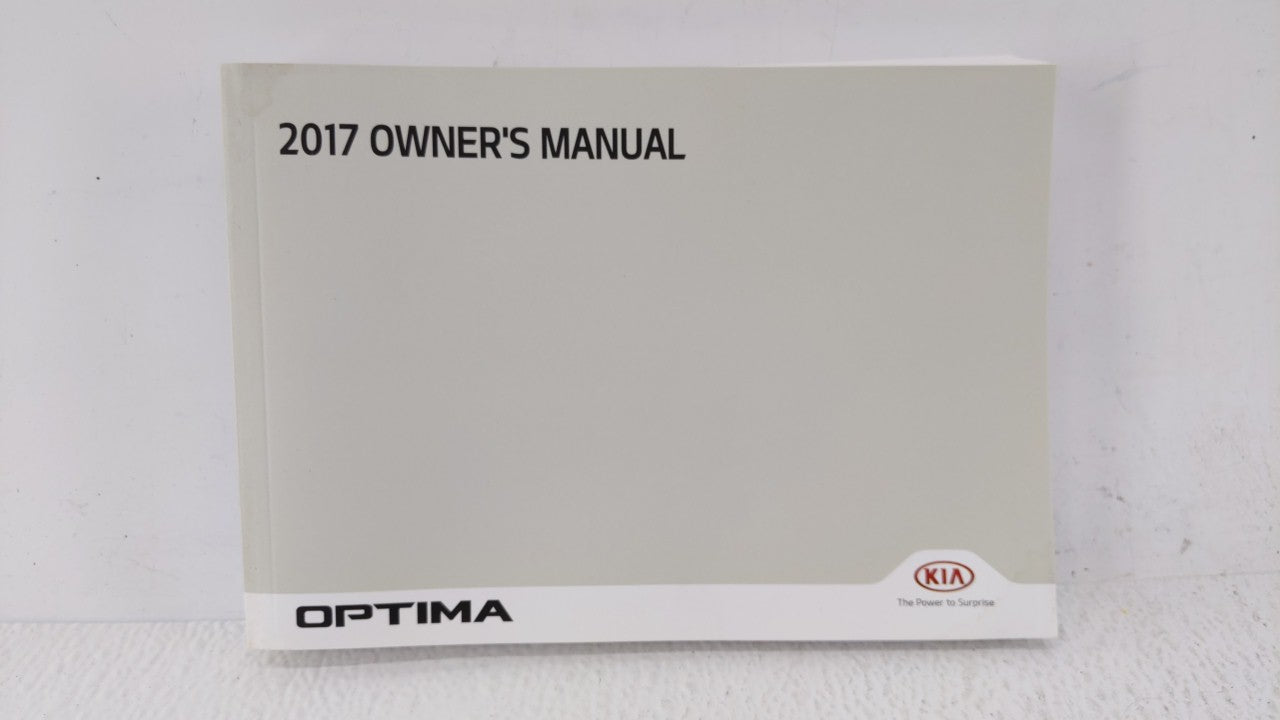 2017 OWNER'S MANUAL
KIA
The Power to Surprise
OPTIMA